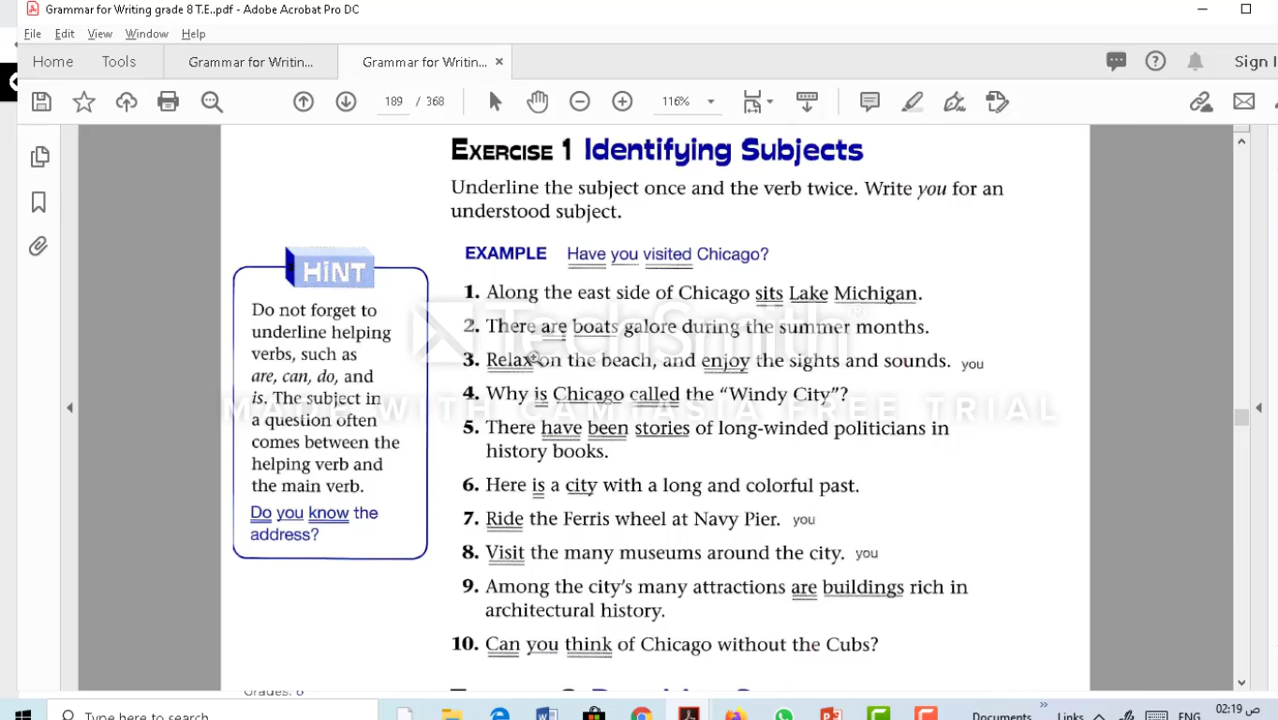 Grammar for Writing grade 8 T.E..pdf - Adobe Acrobat Pro DC
File Edit View Window Help
Home Tools Grammar for Writin... Grammar for Writin... × Sign I
189 / 368 116%
EXERCISE 1 Identifying Subjects
Underline the subject once and the verb twice. Write you for an
understood subject.
EXAMPLE Have you visited Chicago?
1. Along the east side of Chicago sits Lake Michigan.
2. There are boats galore during the summer months.
3. Relax on the beach, and enjoy the sights and sounds. you
4. Why is Chicago called the “Windy City”?
5. There have been stories of long-winded politicians in
history books.
6. Here is a city with a long and colorful past.
7. Ride the Ferris wheel at Navy Pier. you
8. Visit the many museums around the city. you
9. Among the city’s many attractions are buildings rich in
architectural history.
10. Can you think of Chicago without the Cubs?
HINT
Do not forget to
underline helping
verbs, such as
are, can, do, and
is. The subject in
a question often
comes between the
helping verb and
the main verb.
Do you know the
address?
TechSmith
MADE WITH CAMTASIA FREE TRIAL
Type here to search
Documents » Links ENG 02:19 ص